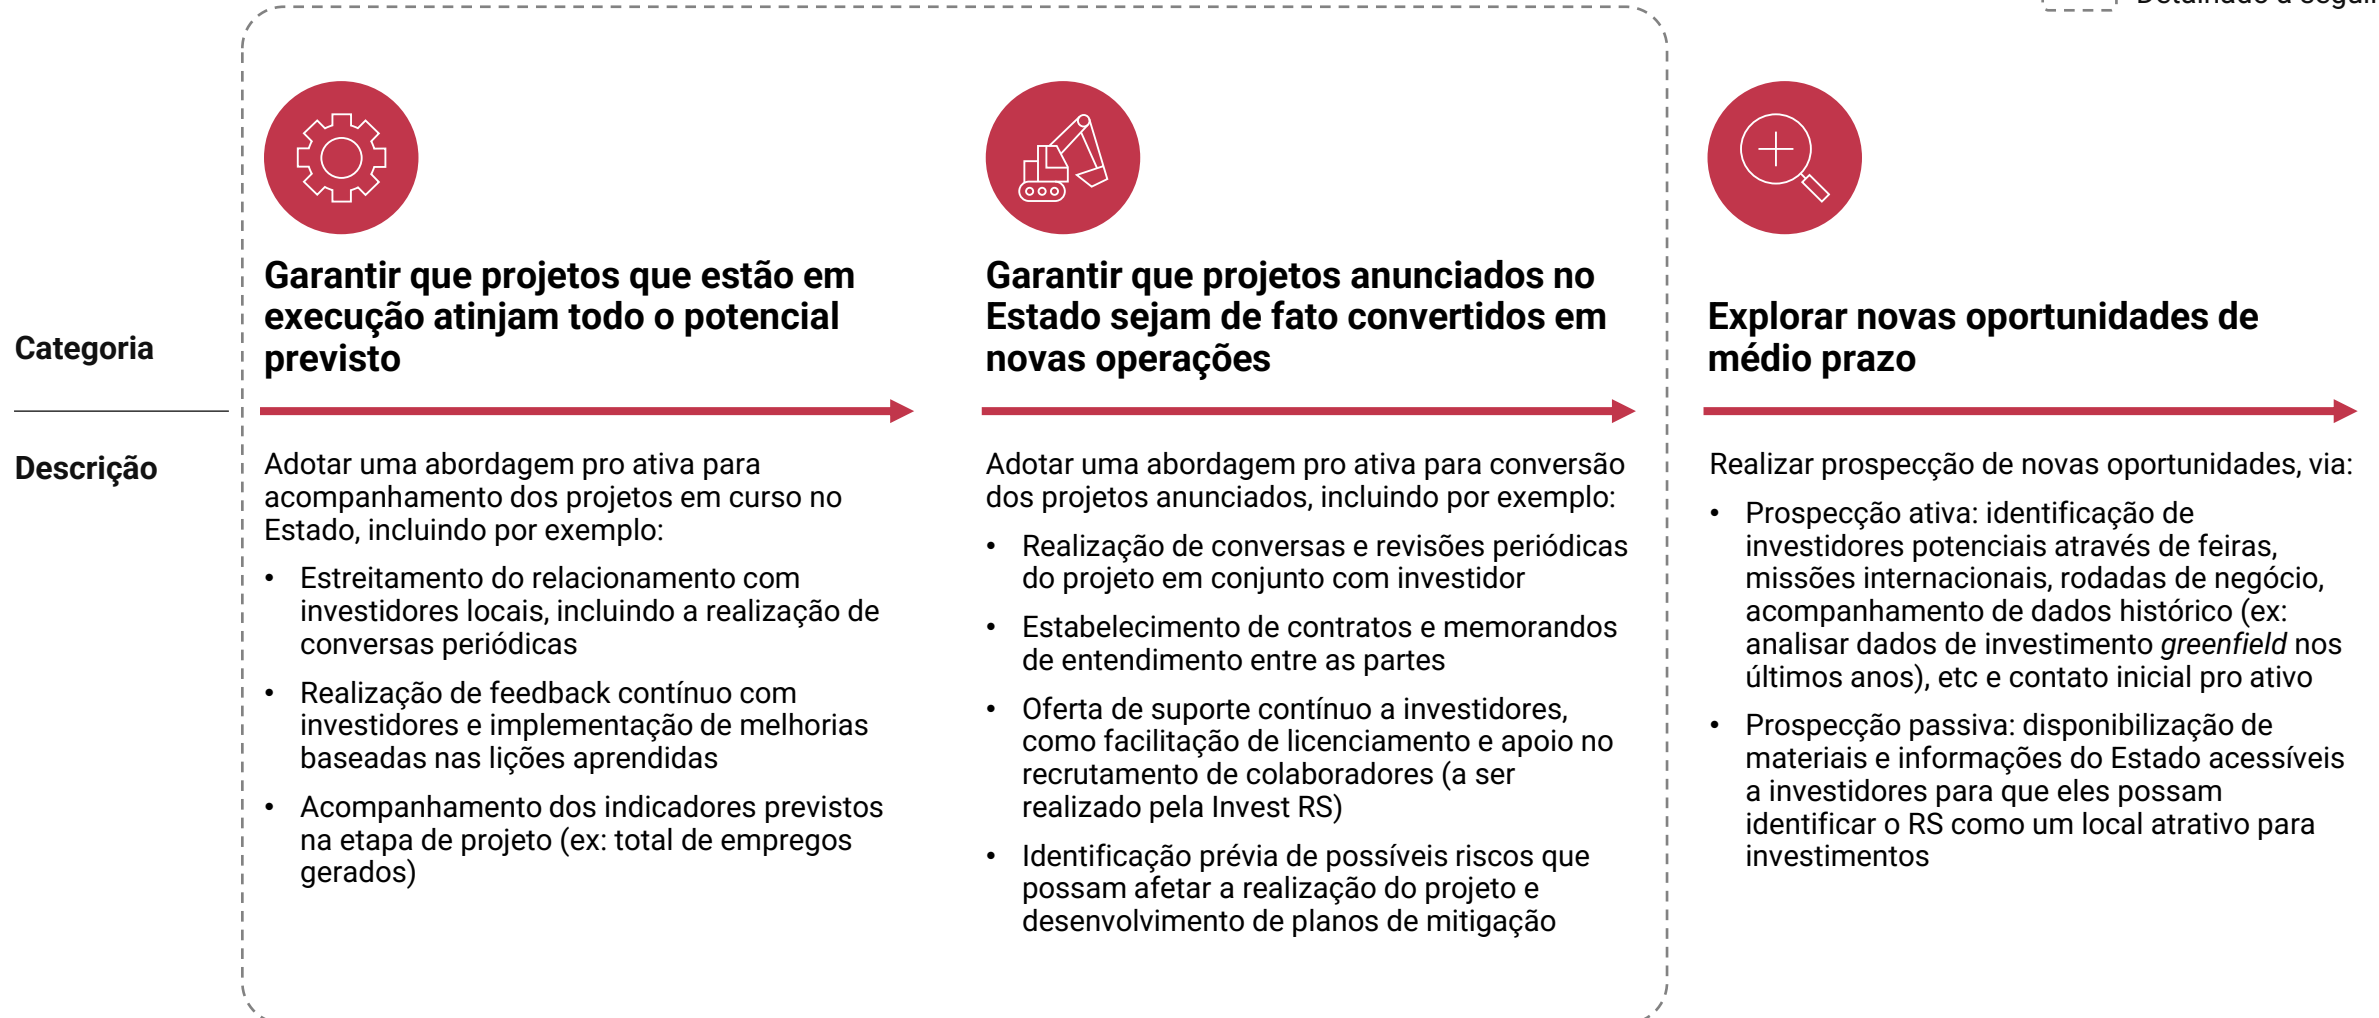 Detalhado a seguir
Categoria
Garantir que projetos que estão em
execução atinjam todo o potencial
previsto
Garantir que projetos anunciados no
Estado sejam de fato convertidos em
novas operações
Explorar novas oportunidades de
médio prazo
Descrição
Adotar uma abordagem pro ativa para
acompanhamento dos projetos em curso no
Estado, incluindo por exemplo:
• Estreitamento do relacionamento com
investidores locais, incluindo a realização de
conversas periódicas
• Realização de feedback contínuo com
investidores e implementação de melhorias
baseadas nas lições aprendidas
• Acompanhamento dos indicadores previstos
na etapa de projeto (ex: total de empregos
gerados)
Adotar uma abordagem pro ativa para conversão
dos projetos anunciados, incluindo por exemplo:
• Realização de conversas e revisões periódicas
do projeto em conjunto com investidor
• Estabelecimento de contratos e memorandos
de entendimento entre as partes
• Oferta de suporte contínuo a investidores,
como facilitação de licenciamento e apoio no
recrutamento de colaboradores (a ser
realizado pela Invest RS)
• Identificação prévia de possíveis riscos que
possam afetar a realização do projeto e
desenvolvimento de planos de mitigação
Realizar prospecção de novas oportunidades, via:
• Prospecção ativa: identificação de
investidores potenciais através de feiras,
missões internacionais, rodadas de negócio,
acompanhamento de dados histórico (ex:
analisar dados de investimento greenfield nos
últimos anos), etc e contato inicial pro ativo
• Prospecção passiva: disponibilização de
materiais e informações do Estado acessíveis
a investidores para que eles possam
identificar o RS como um local atrativo para
investimentos